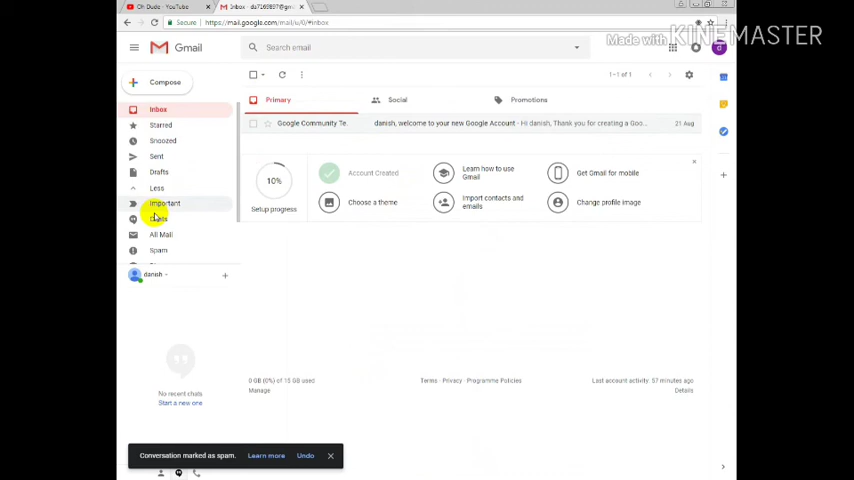 Oh Dude - YouTube
Inbox - da7169897@gm
Secure https://mail.google.com/mail/u/0/#inbox
Made with KINEMASTER
Gmail
Search email
d
Compose
1–1 of 1
Inbox
Primary
Social
Promotions
Starred
Google Community Te.
danish, welcome to your new Google Account - Hi danish, Thank you for creating a Goo...
21 Aug
Snoozed
Sent
Drafts
Less
Important
All Mail
Spam
10%
Setup progress
Account Created
Learn how to use Gmail
Get Gmail for mobile
Choose a theme
Import contacts and emails
Change profile image
danish
No recent chats
Start a new one
0 GB (0%) of 15 GB used
Manage
Terms · Privacy · Programme Policies
Last account activity: 57 minutes ago
Details
Conversation marked as spam.
Learn more
Undo